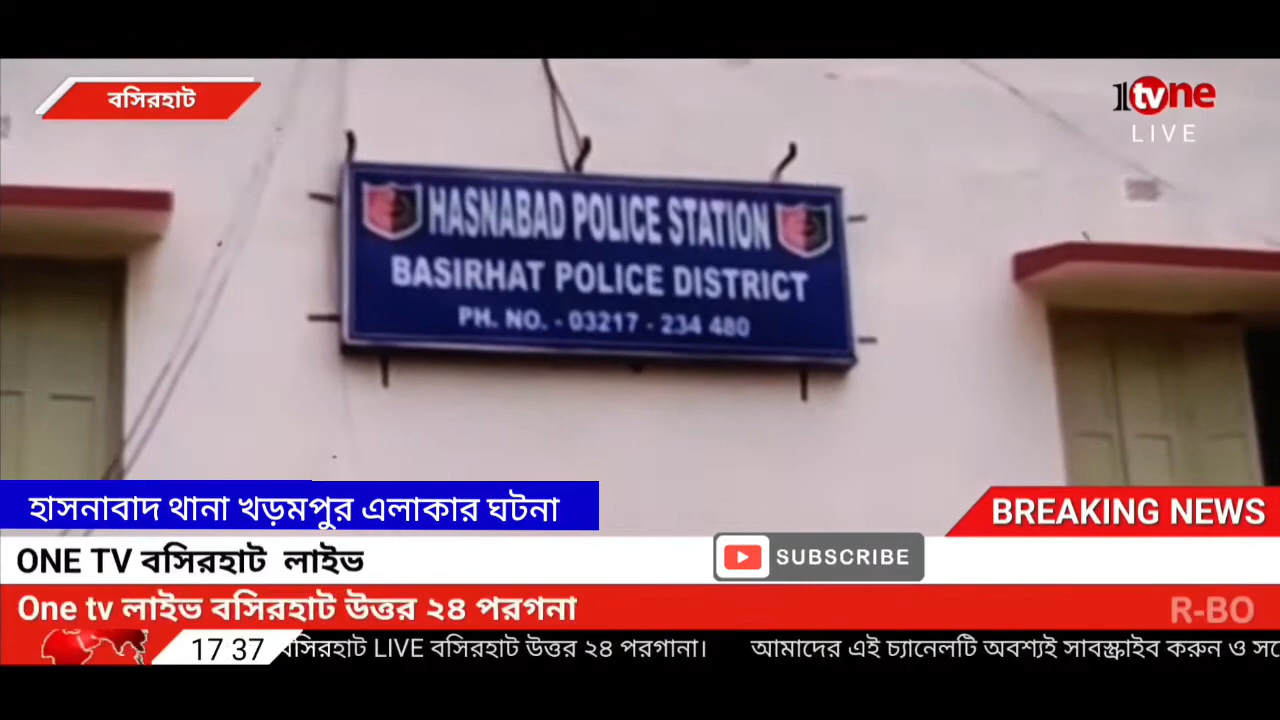 বসিরহাট
1tvone
LIVE
HASNABAD POLICE STATION
BASIRHAT POLICE DISTRICT
PH. NO. - 03217 - 234 480
হাসনাবাদ থানা খড়মপুর এলাকার ঘটনা
BREAKING NEWS
ONE TV বসিরহাট লাইভ
SUBSCRIBE
One tv লাইভ বসিরহাট উত্তর ২৪ পরগনা
R-BO
17 37
বসিরহাট LIVE বসিরহাট উত্তর ২৪ পরগানা। আমাদের এই চ্যানেলটি অবশ্যই সাবস্ক্রাইব করুন ও